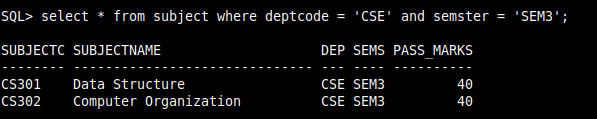 SQL> select * from subject where deptcode = 'CSE' and semster = 'SEM3';
SUBJECTC SUBJECTNAME                    DEP SEMS PASS_MARKS
-------- ------------------------------ --- ---- ----------
CS301    Data Structure                 CSE SEM3         40
CS302    Computer Organization          CSE SEM3         40